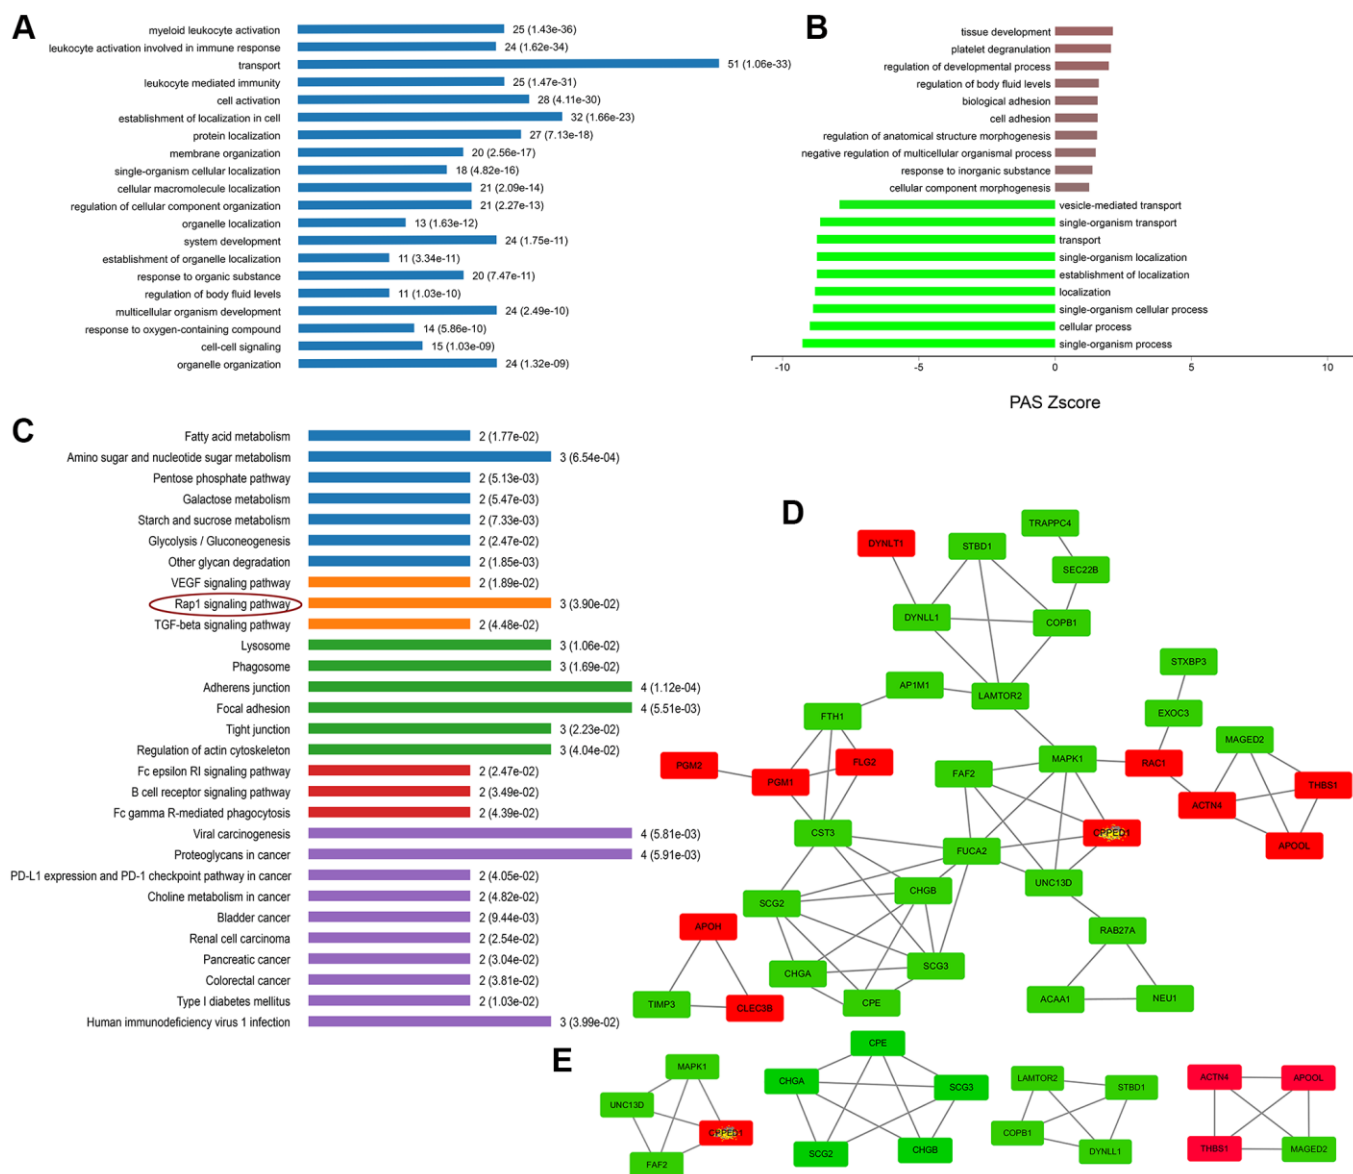 A
myeloid leukocyte activation 25 (1.43e-36)
leukocyte activation involved in immune response 24 (1.62e-34)
transport 51 (1.06e-33)
leukocyte mediated immunity 25 (1.47e-31)
cell activation 28 (4.11e-30)
establishment of localization in cell 32 (1.66e-23)
protein localization 27 (7.13e-18)
membrane organization 20 (2.56e-17)
single-organism cellular localization 18 (4.82e-16)
cellular macromolecule localization 21 (2.09e-14)
regulation of cellular component organization 21 (2.27e-13)
organelle localization 13 (1.63e-12)
system development 24 (1.75e-11)
establishment of organelle localization 11 (3.34e-11)
response to organic substance 20 (7.47e-11)
regulation of body fluid levels 11 (1.03e-10)
multicellular organism development 24 (2.49e-10)
response to oxygen-containing compound 14 (5.86e-10)
cell-cell signaling 15 (1.03e-09)
organelle organization 24 (1.32e-09)
B
tissue development
platelet degranulation
regulation of developmental process
regulation of body fluid levels
biological adhesion
cell adhesion
regulation of anatomical structure morphogenesis
negative regulation of multicellular organismal process
response to inorganic substance
cellular component morphogenesis
vesicle-mediated transport
single-organism transport
transport
single-organism localization
establishment of localization
localization
single-organism cellular process
cellular process
single-organism process
-10 -5 0 5 10
PAS Zscore
C
Fatty acid metabolism 2 (1.77e-02)
Amino sugar and nucleotide sugar metabolism 3 (6.54e-04)
Pentose phosphate pathway 2 (5.13e-03)
Galactose metabolism 2 (5.47e-03)
Starch and sucrose metabolism 2 (7.33e-03)
Glycolysis / Gluconeogenesis 2 (2.47e-02)
Other glycan degradation 2 (1.85e-03)
VEGF signaling pathway 2 (1.89e-02)
Rap1 signaling pathway 3 (3.90e-02)
TGF-beta signaling pathway 2 (4.48e-02)
Lysosome 3 (1.06e-02)
Phagosome 3 (1.69e-02)
Adherens junction 4 (1.12e-04)
Focal adhesion 4 (5.51e-03)
Tight junction 3 (2.23e-02)
Regulation of actin cytoskeleton 3 (4.04e-02)
Fc epsilon RI signaling pathway 2 (2.47e-02)
B cell receptor signaling pathway 2 (3.49e-02)
Fc gamma R-mediated phagocytosis 2 (4.39e-02)
Viral carcinogenesis 4 (5.81e-03)
Proteoglycans in cancer 4 (5.91e-03)
PD-L1 expression and PD-1 checkpoint pathway in cancer 2 (4.05e-02)
Choline metabolism in cancer 2 (4.82e-02)
Bladder cancer 2 (9.44e-03)
Renal cell carcinoma 2 (2.54e-02)
Pancreatic cancer 2 (3.04e-02)
Colorectal cancer 2 (3.81e-02)
Type I diabetes mellitus 2 (1.03e-02)
Human immunodeficiency virus 1 infection 3 (3.99e-02)
D
TRAPPC4
DYNLT1
STBD1
SEC22B
DYNLL1
COPB1
STXBP3
AP1M1
LAMTOR2
FTH1
EXOC3
MAGED2
PGM2
PGM1
FLG2
FAF2
MAPK1
RAC1
THBS1
ACTN4
CST3
CPPED1
APOOL
FUCA2
UNC13D
CHGB
SCG2
APOH
RAB27A
CHGA
SCG3
TIMP3
CLEC3B
CPE
ACAA1
NEU1
E
MAPK1
UNC13D
CPPED1
FAF2
CPE
CHGA
SCG3
SCG2
CHGB
LAMTOR2
STBD1
COPB1
DYNLL1
ACTN4
APOOL
THBS1
MAGED2